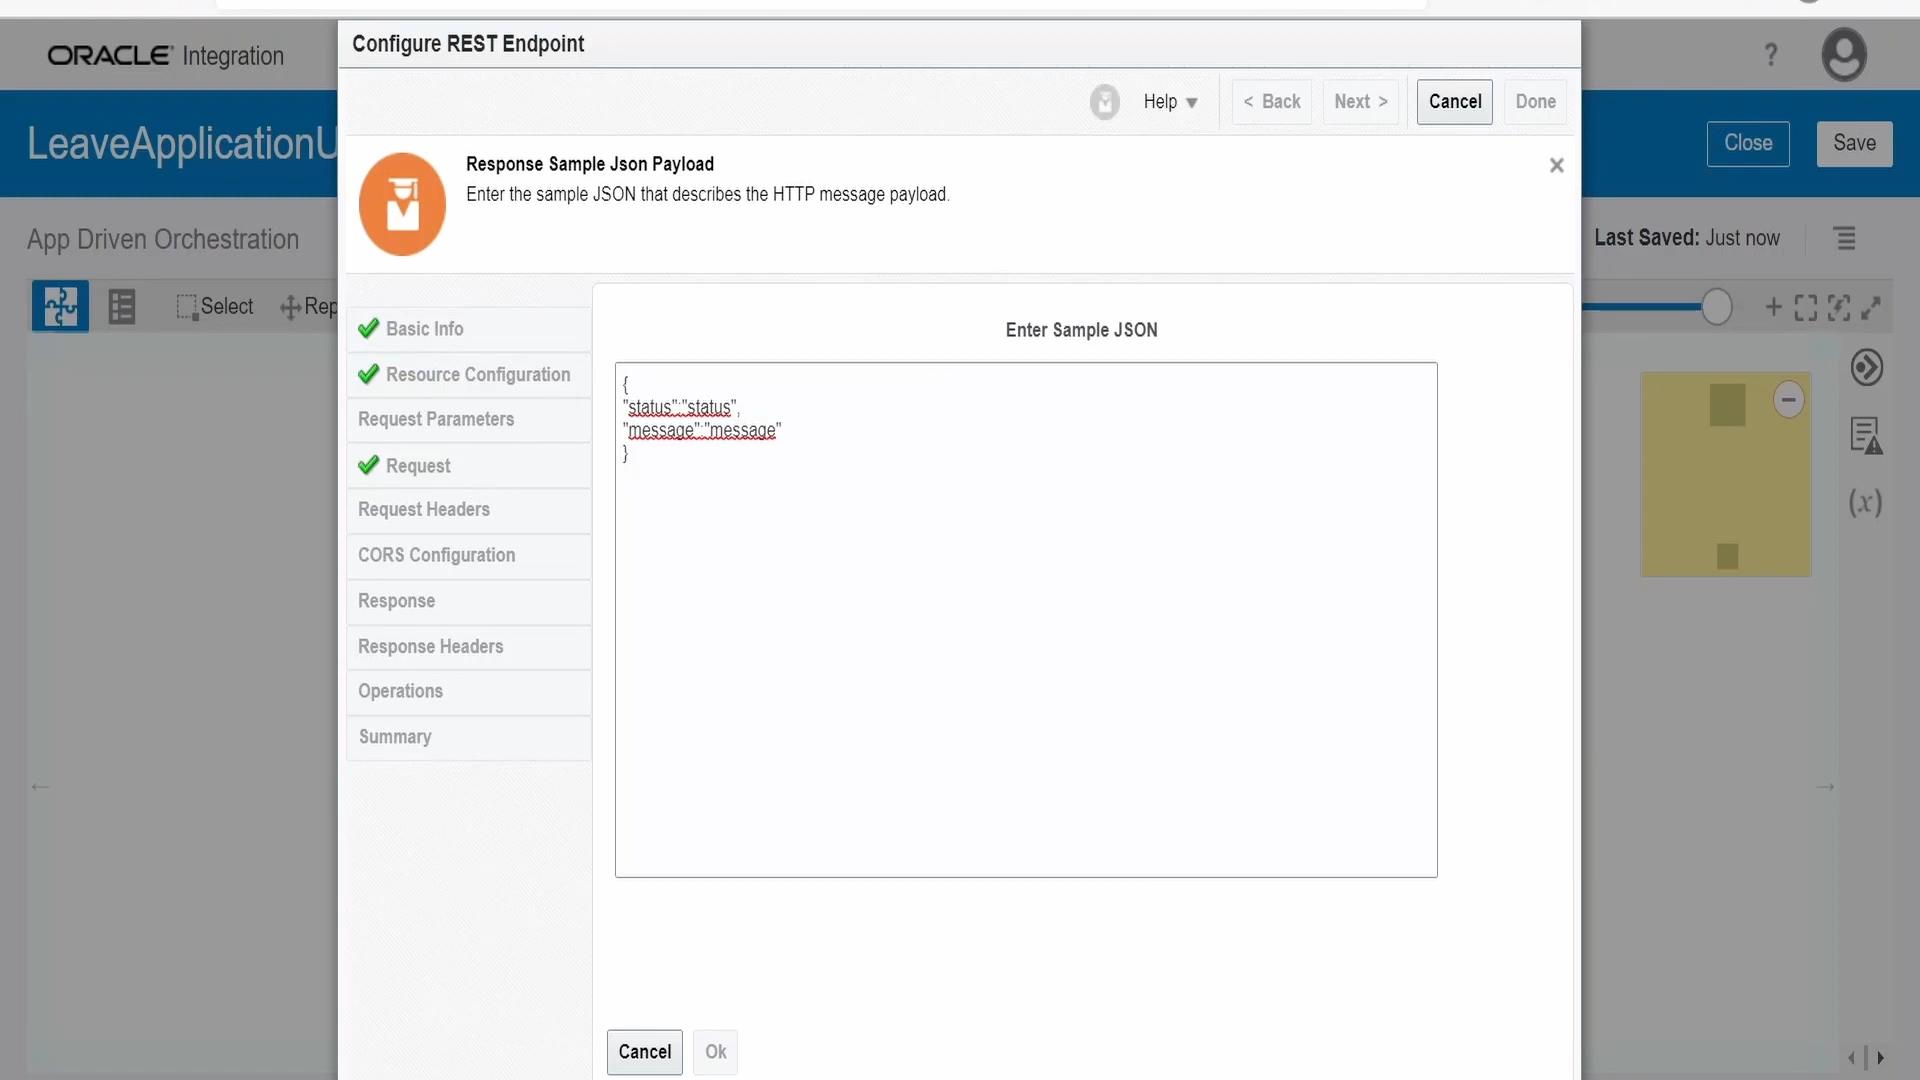 Configure REST Endpoint
ORACLE Integration
?
Help
< Back
Next >
Cancel
Done
LeaveApplicationU
Close
Save
Response Sample Json Payload
Enter the sample JSON that describes the HTTP message payload.
App Driven Orchestration
Last Saved: Just now
Select
Rep
Basic Info
Resource Configuration
Request Parameters
Request
Request Headers
CORS Configuration
Response
Response Headers
Operations
Summary
Enter Sample JSON
{
"status":"status",
"message":"message"
}
(x)
Cancel
Ok